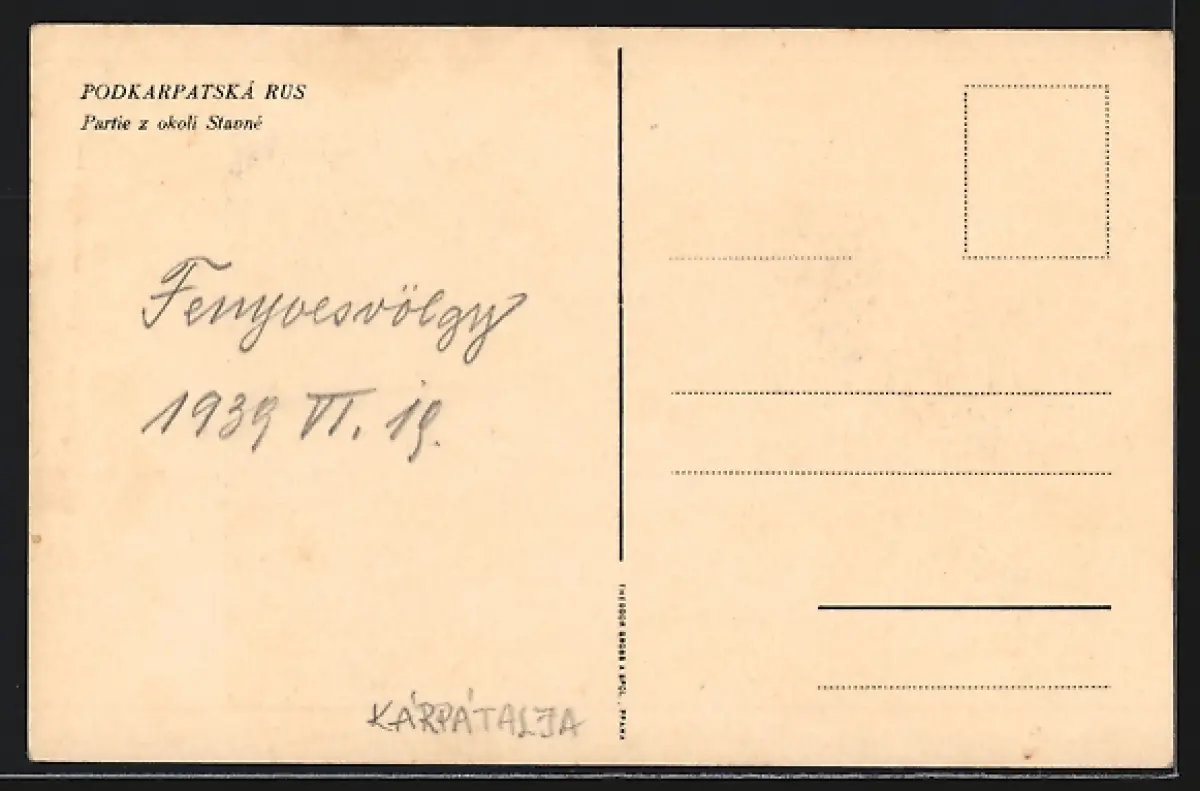 PODKARPATSKÁ RUS
Partie z okolí Stavné
Fenyvesvölgy
1939 VI. 19.
KÁRPÁTALJA